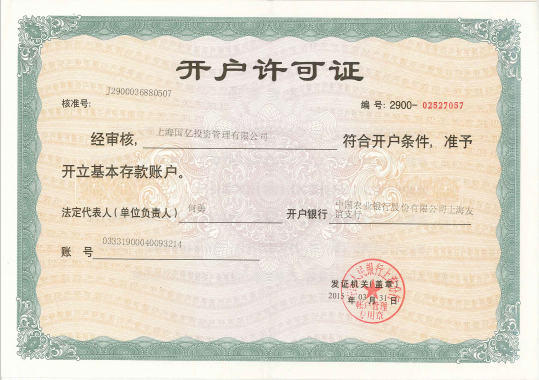 开户许可证
核准号: J2900036880507
编 号: 2900-02527057
经审核, 上海国亿投资管理有限公司 符合开户条件, 准予
开立基本存款账户。
法定代表人(单位负责人) 何勇 开户银行 中国农业银行股份有限公司上海友谊支行
账 号 03331900040093214
发证机关(盖章)
2015 年 03 月 31 日
账户管理
专用章